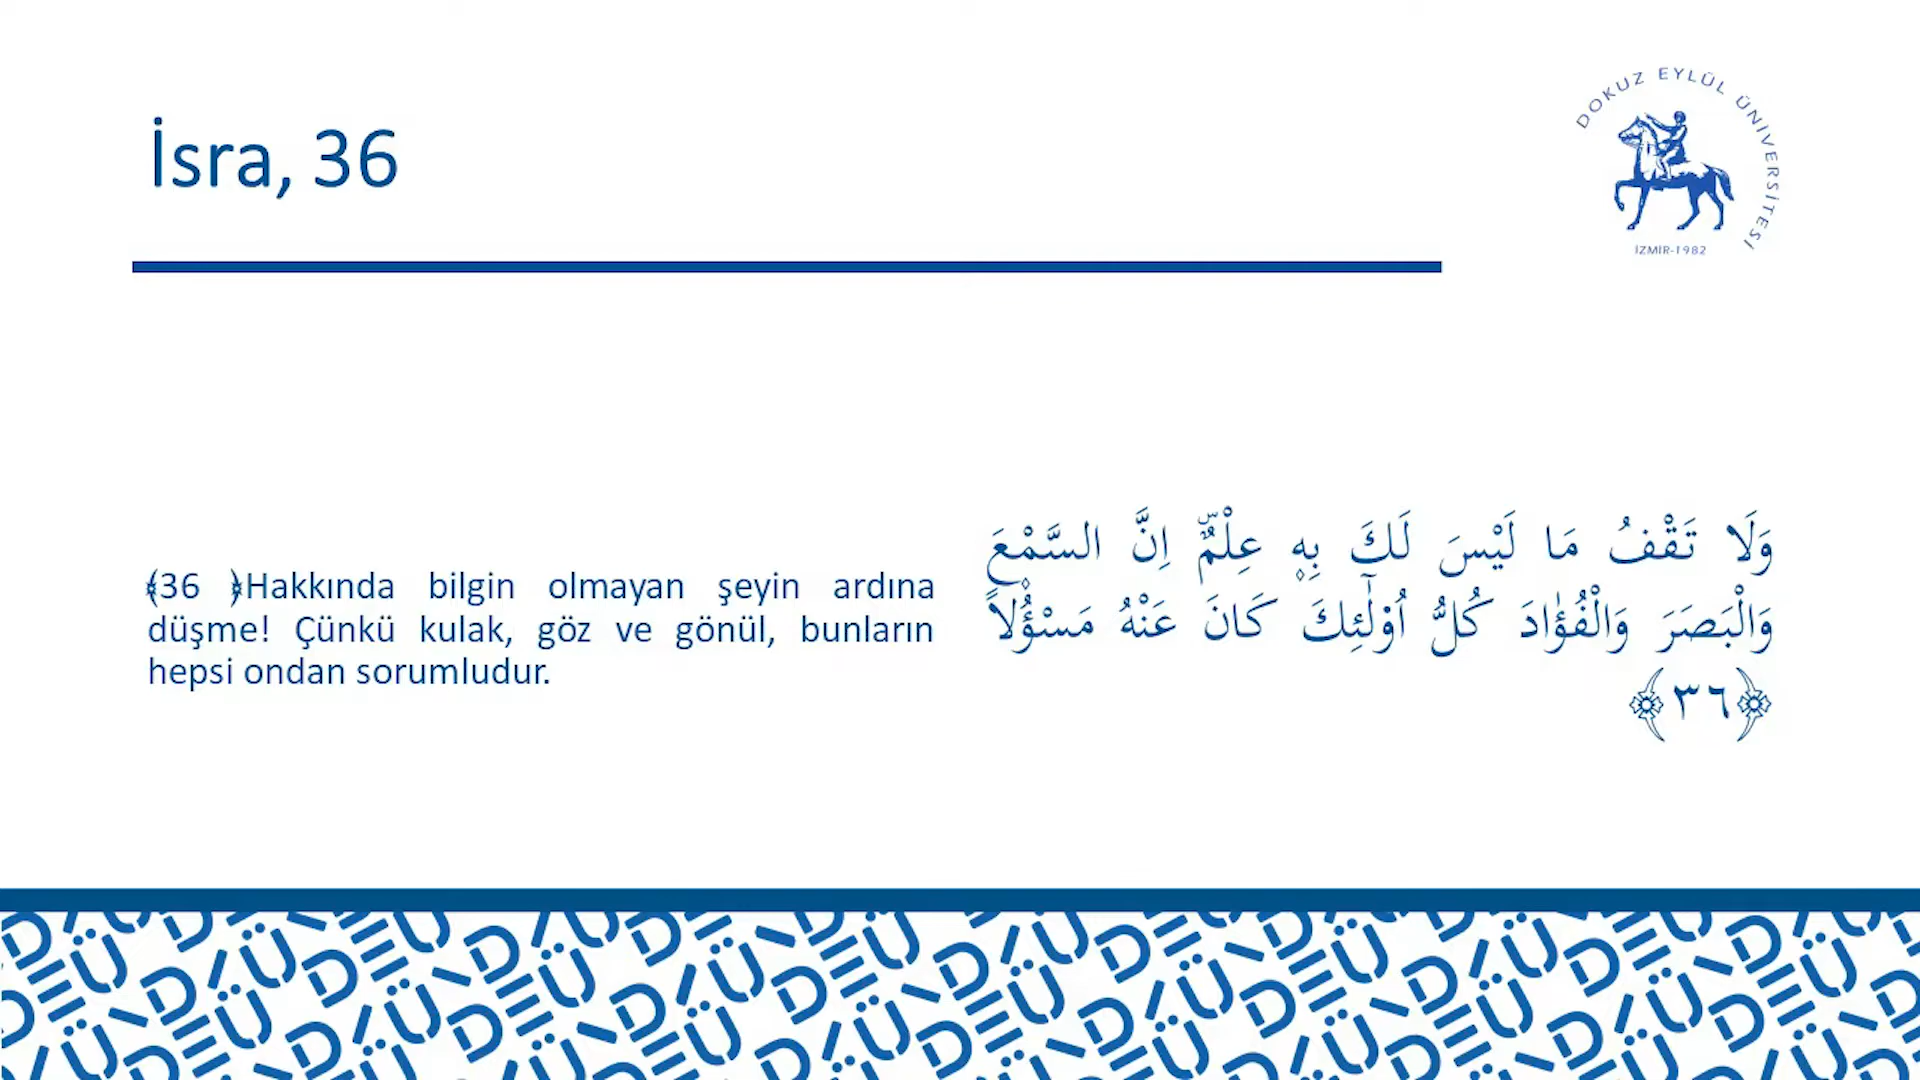 İsra, 36
DOKUZ EYLÜL ÜNİVERSİTESİ
İZMİR-1982
﴾36 ﴿Hakkında bilgin olmayan şeyin ardına
düşme! Çünkü kulak, göz ve gönül, bunların
hepsi ondan sorumludur.
وَلَا تَقْفُ مَا لَيْسَ لَكَ بِه۪ عِلْمٌۜ اِنَّ السَّمْعَ
وَالْبَصَرَ وَالْفُؤٰادَ كُلُّ اُو۬لٰٓئِكَ كَانَ عَنْهُ مَسْؤُ۫لاً
﴿٣٦﴾